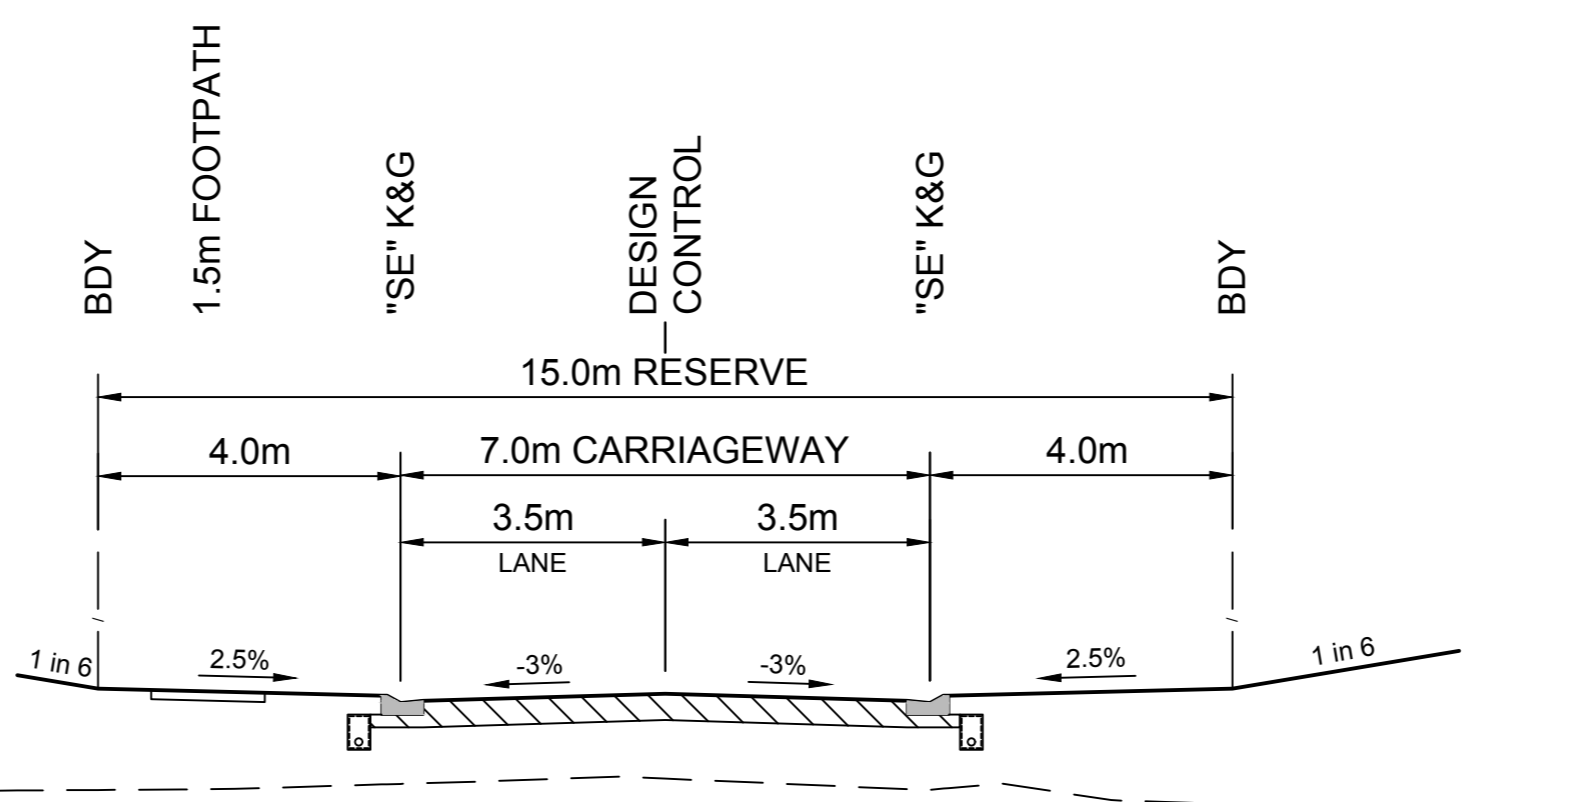 BDY
1.5m FOOTPATH
"SE" K&G
DESIGN
CONTROL
"SE" K&G
BDY
15.0m RESERVE
4.0m
7.0m CARRIAGEWAY
4.0m
3.5m
LANE
3.5m
LANE
1 in 6
2.5%
-3%
-3%
2.5%
1 in 6